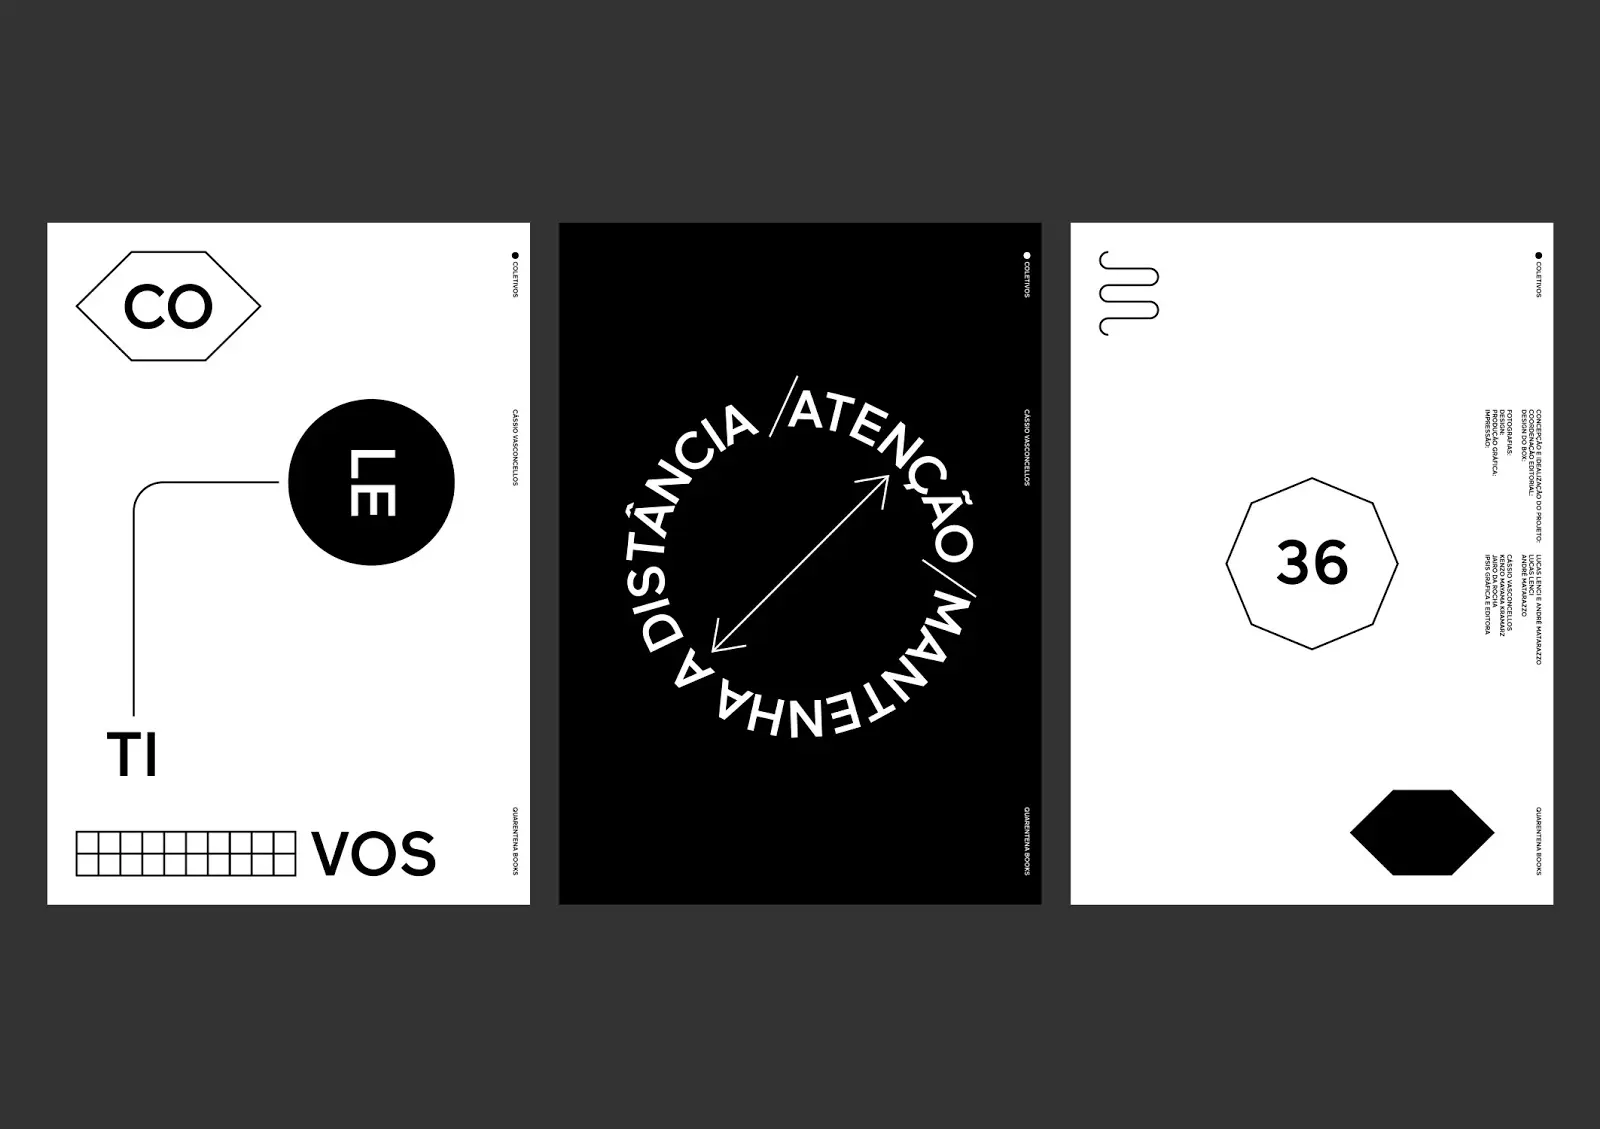 CO
LE
TI
VOS
COLETIVOS
CÁSSIO VASCONCELLOS
QUARENTENA BOOKS
/ATENÇÃO/MANTENHA A DISTÂNCIA
COLETIVOS
CÁSSIO VASCONCELLOS
QUARENTENA BOOKS
36
COLETIVOS
CONCEPÇÃO E IDEALIZAÇÃO DO PROJETO: LUCAS LENCI E ANDRÉ MATARAZZO
COORDENAÇÃO EDITORIAL: LUCAS LENCI
DESIGN DO BOX: ANDRÉ MATARAZZO
FOTOGRAFIAS: CÁSSIO VASCONCELLOS
DESIGN: KENZO MAYAMA KRAMARZ
PRODUÇÃO GRÁFICA: JAIRO DA ROCHA
IMPRESSÃO: IPSIS GRÁFICA E EDITORA
QUARENTENA BOOKS